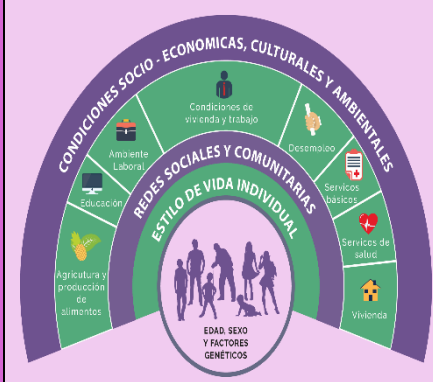 CONDICIONES SOCIO - ECONOMICAS, CULTURALES Y AMBIENTALES
Agricutura y
producción
de
alimentos
Educación
Ambiente
Laboral
Condiciones de
vivienda y trabajo
Desempleo
Servicos
básicos
Servicos de
salud
Vivienda
REDES SOCIALES Y COMUNITARIAS
ESTILO DE VIDA INDIVIDUAL
EDAD, SEXO
Y FACTORES
GENÉTICOS